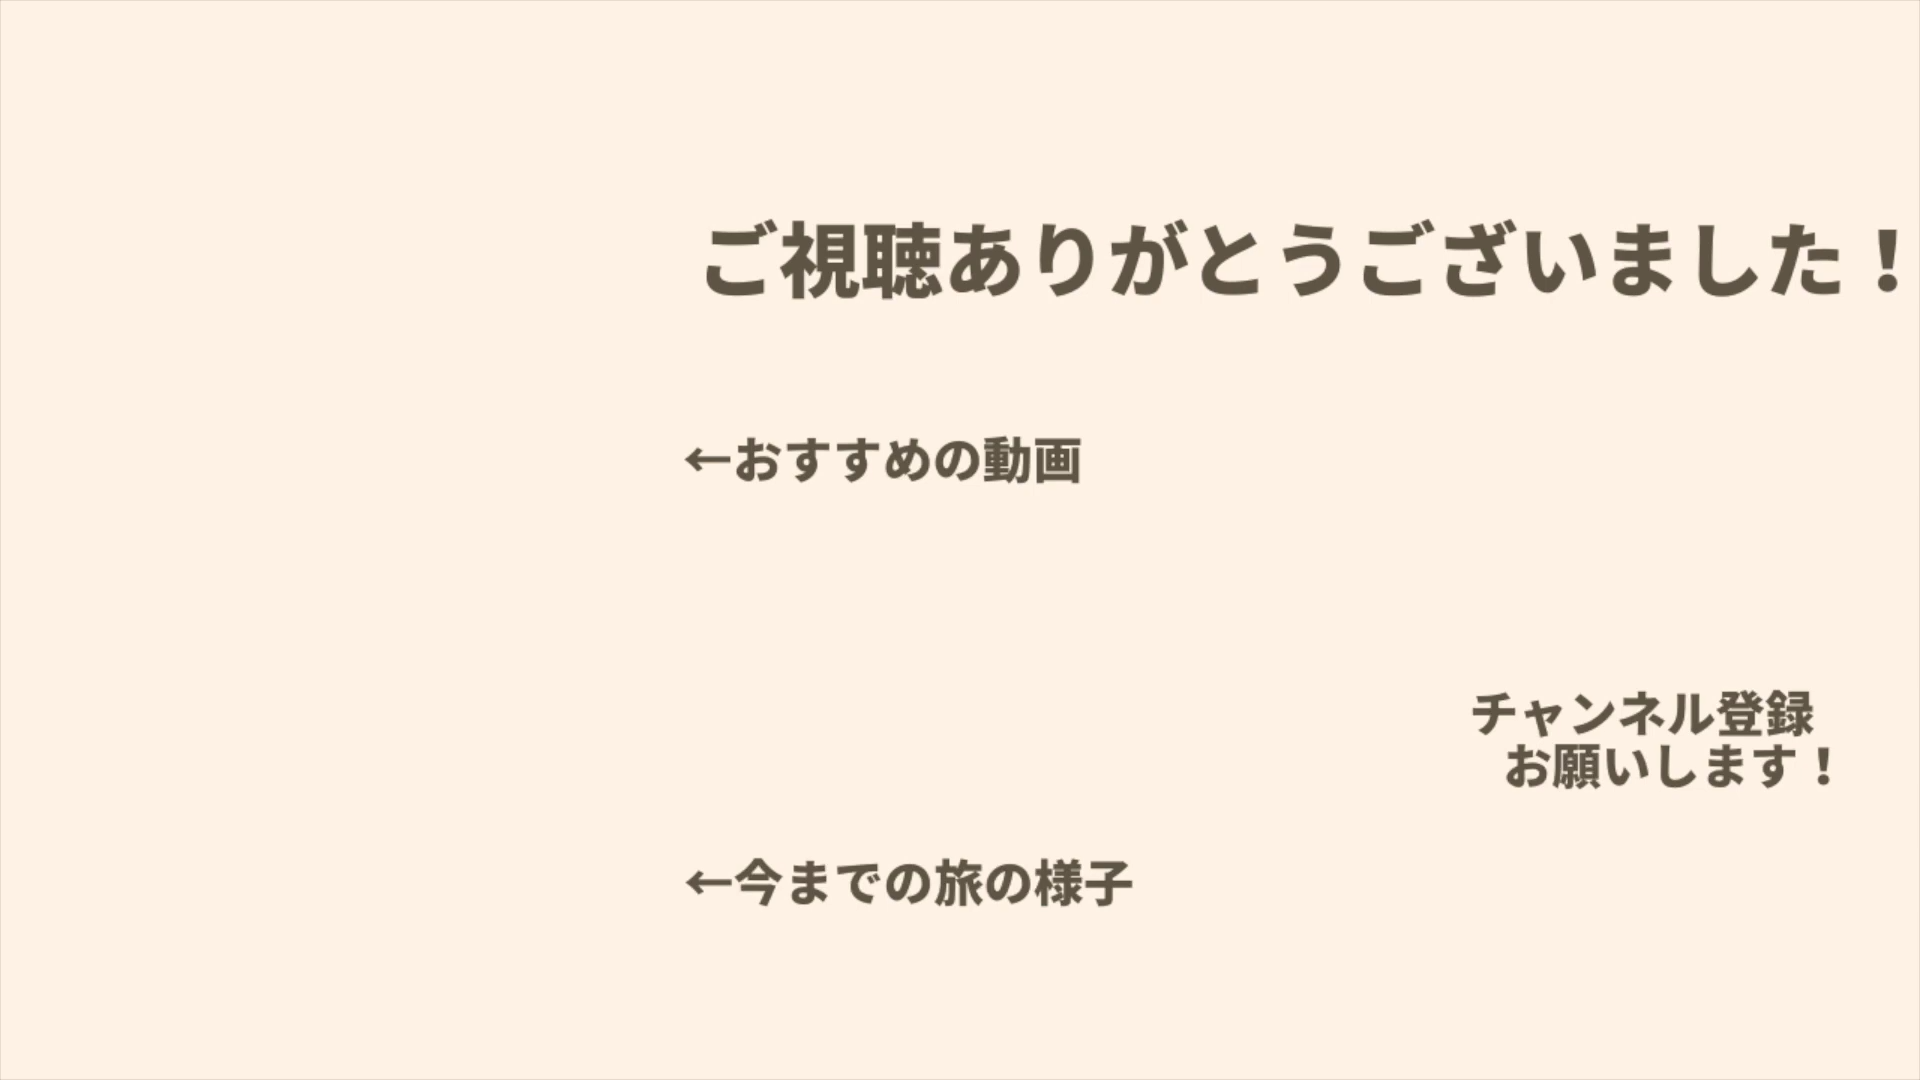 ご視聴ありがとうございました！
←おすすめの動画
チャンネル登録
お願いします！
←今までの旅の様子